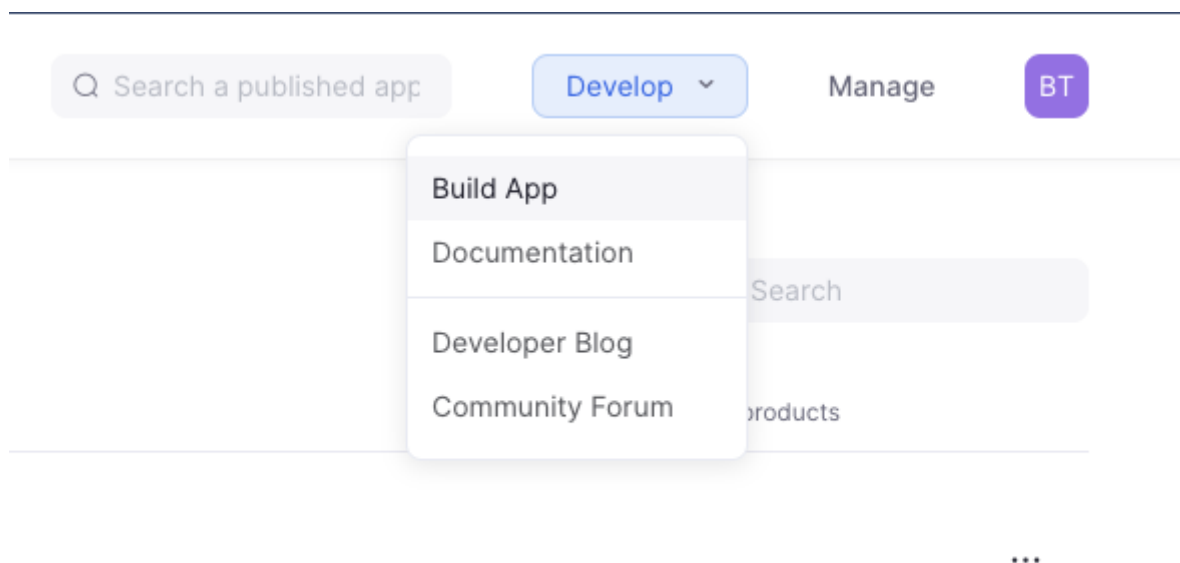 Search a published app
Develop
Manage
BT
Build App
Documentation
Search
Developer Blog
Community Forum
products
...